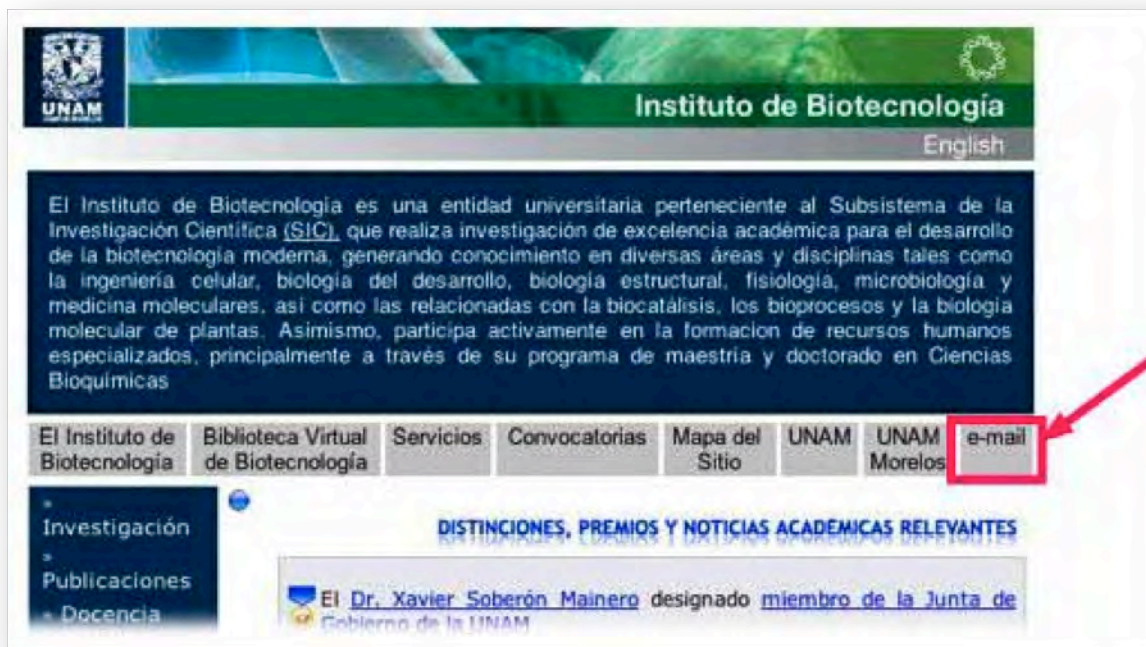 UNAM
Instituto de Biotecnología
English
El Instituto de Biotecnologia es una entidad universitaria perteneciente al Subsistema de la
Investigación Científica (SIC), que realiza investigación de excelencia académica para el desarrollo
de la biotecnología moderna, generando conocimiento en diversas áreas y disciplinas tales como
la ingeniería celular, biología del desarrollo, biología estructural, fisiología, microbiología y
medicina moleculares, asi como las relacionadas con la biocatálisis, los bioprocesos y la biología
molecular de plantas. Asimismo, participa activamente en la formacion de recursos humanos
especializados, principalmente a través de su programa de maestría y doctorado en Ciencias
Bioquímicas
El Instituto de Biotecnología
Biblioteca Virtual de Biotecnología
Servicios
Convocatorias
Mapa del Sitio
UNAM
UNAM Morelos
e-mail
» Investigación
» Publicaciones
» Docencia
DISTINCIONES, PREMIOS Y NOTICIAS ACADÉMICAS RELEVANTES
El Dr. Xavier Soberón Mainero designado miembro de la Junta de
Gobierno de la UNAM